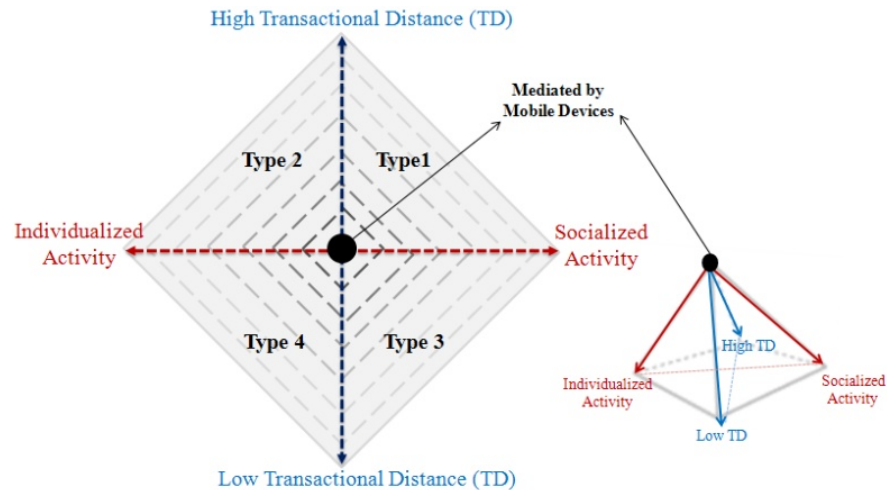 High Transactional Distance (TD)
Mediated by
Mobile Devices
Type 2
Type1
Individualized
Activity
Socialized
Activity
Type 4
Type 3
High TD
Individualized
Activity
Socialized
Activity
Low TD
Low Transactional Distance (TD)